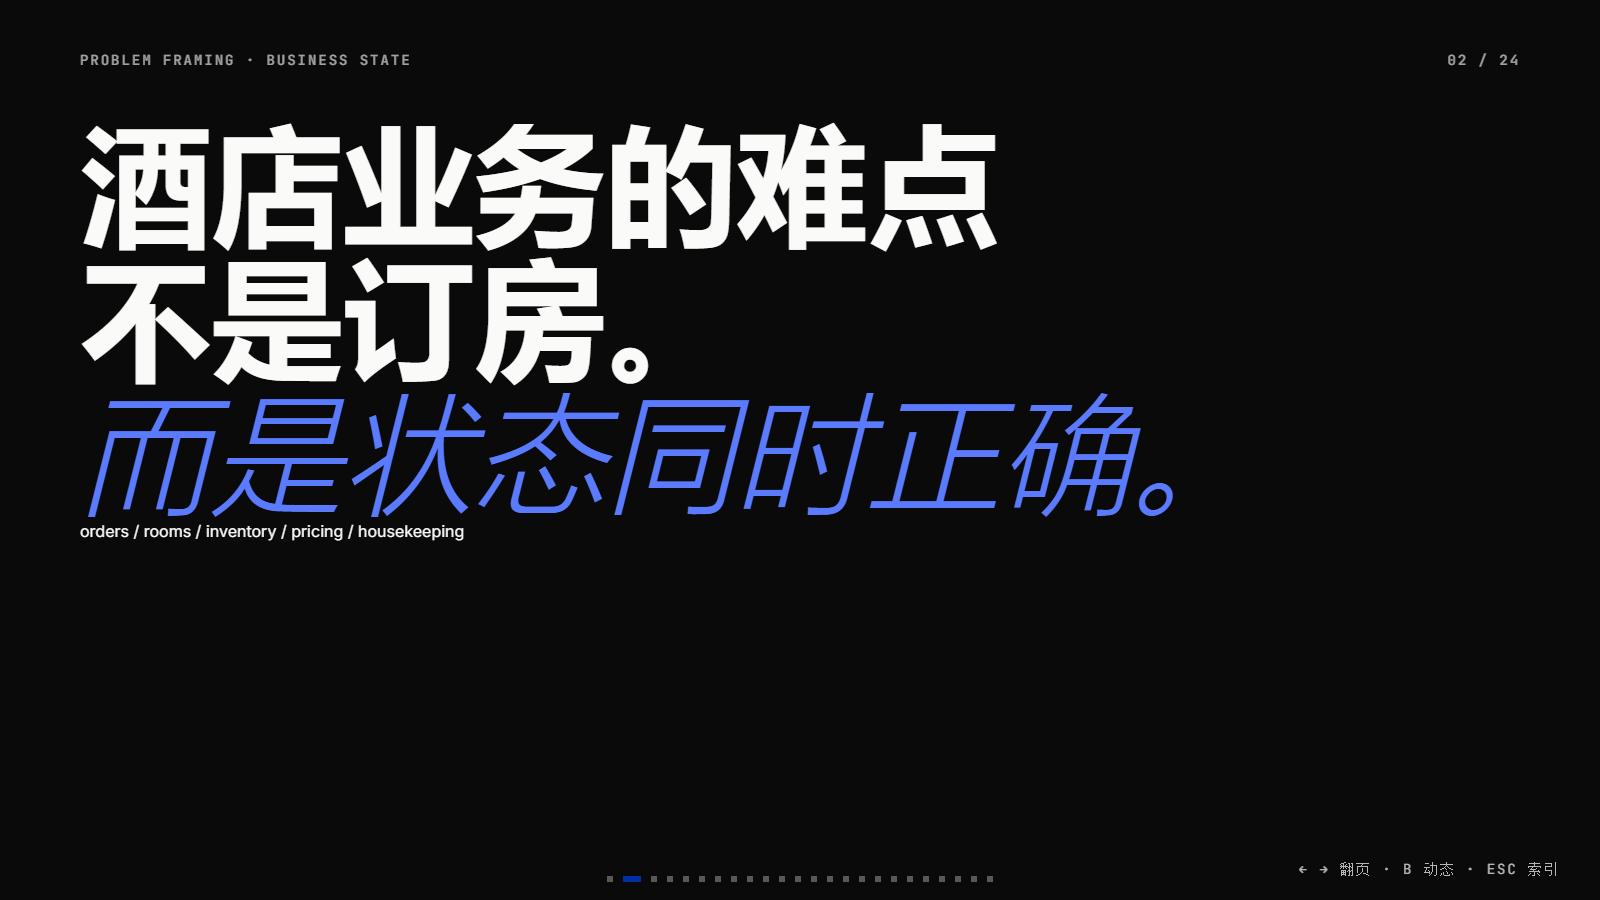 PROBLEM FRAMING · BUSINESS STATE
02 / 24
酒店业务的难点
不是订房。
而是状态同时正确。
orders / rooms / inventory / pricing / housekeeping
← → 翻页 · B 动态 · ESC 索引